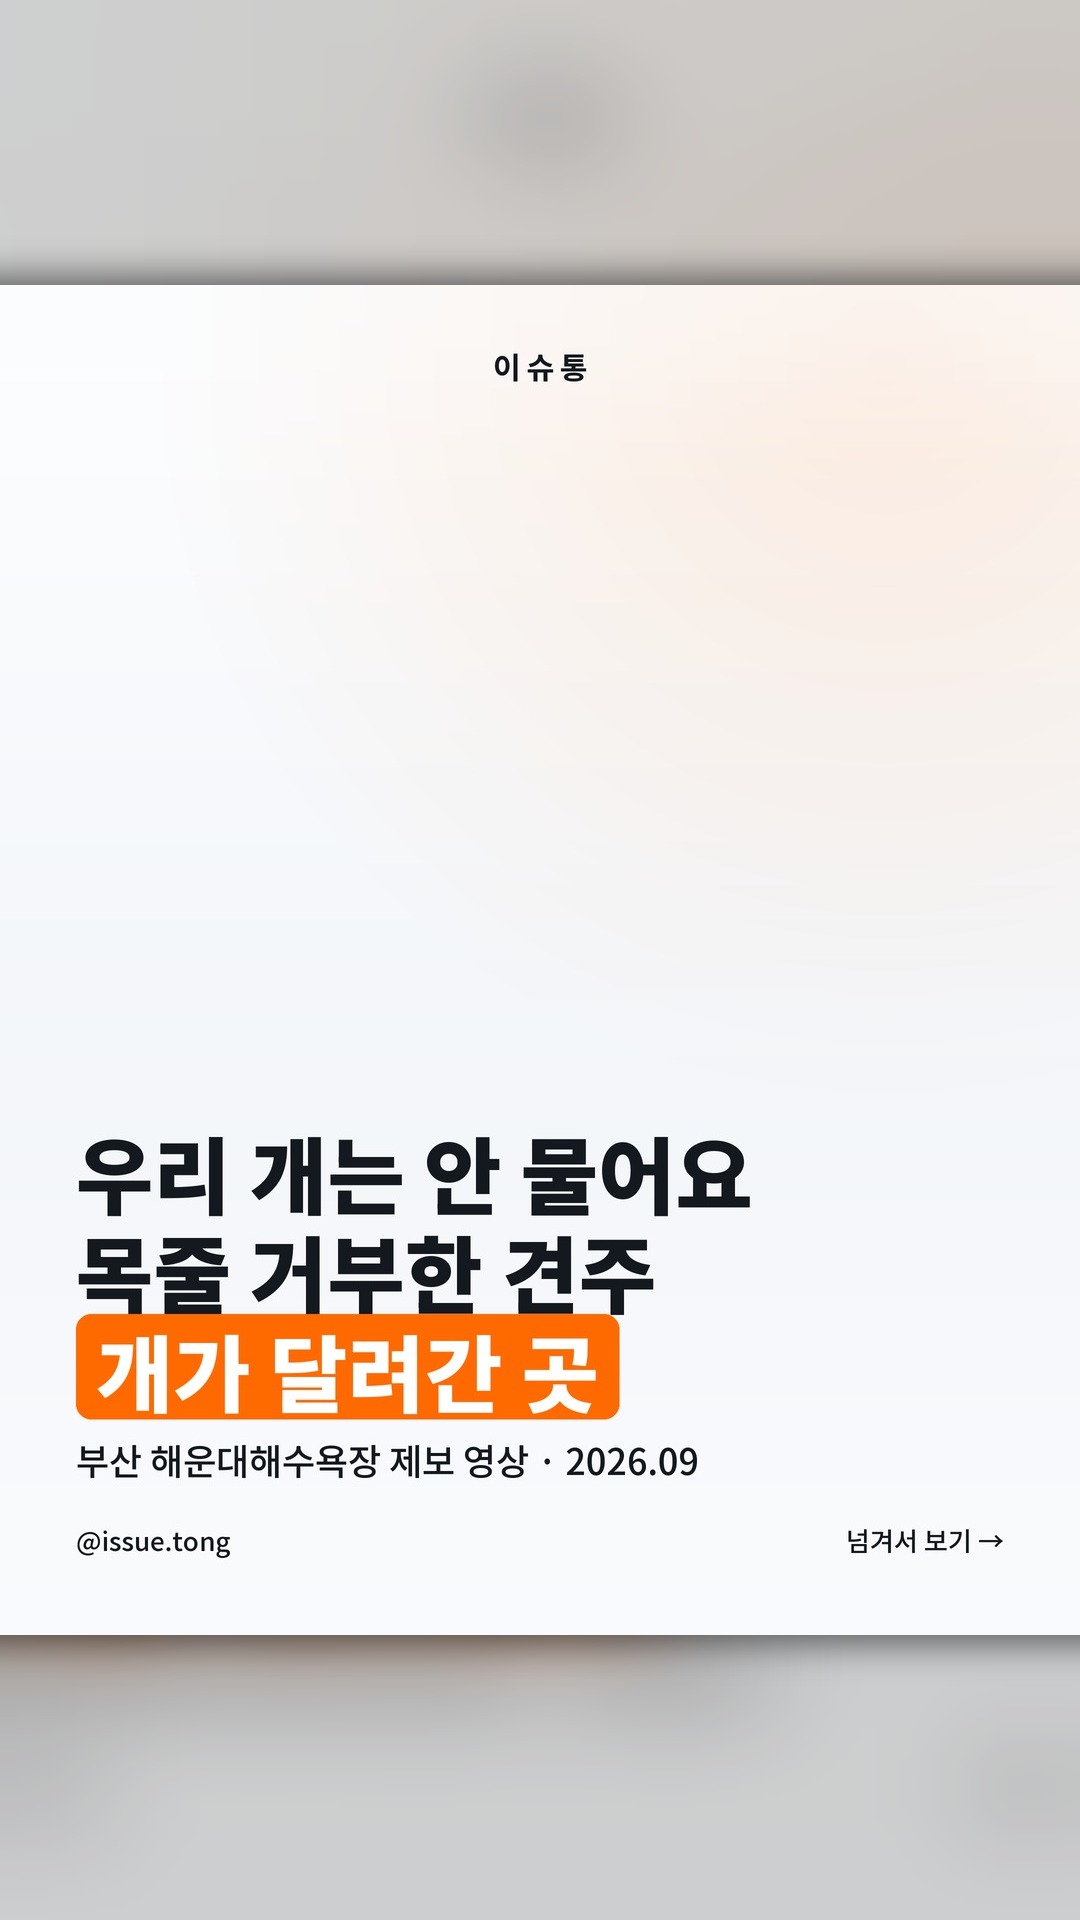 이슈통
우리 개는 안 물어요
목줄 거부한 견주
개가 달려간 곳
부산 해운대해수욕장 제보 영상 · 2026.09
@issue.tong
넘겨서 보기 →